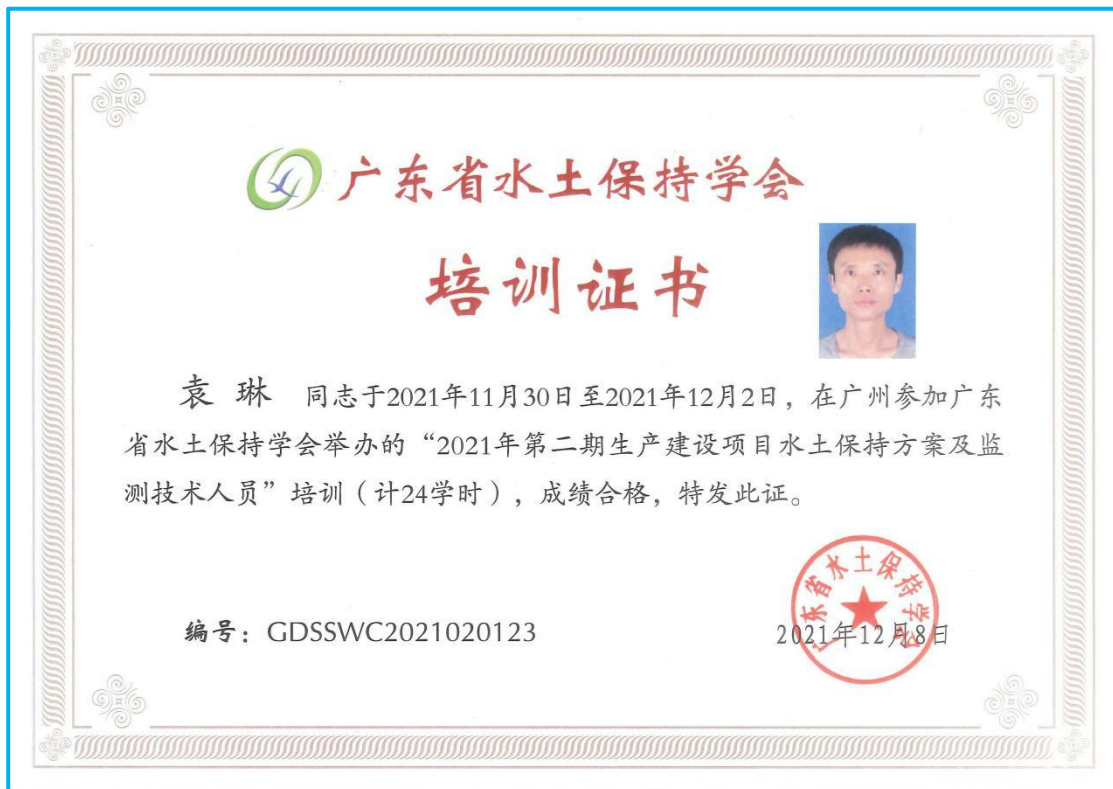 广东省水土保持学会
培训证书
袁琳 同志于2021年11月30日至2021年12月2日，在广州参加广东
省水土保持学会举办的“2021年第二期生产建设项目水土保持方案及监
测技术人员”培训（计24学时），成绩合格，特发此证。
广东省水土保持学会
编号：GDSSWC2021020123
2021年12月8日